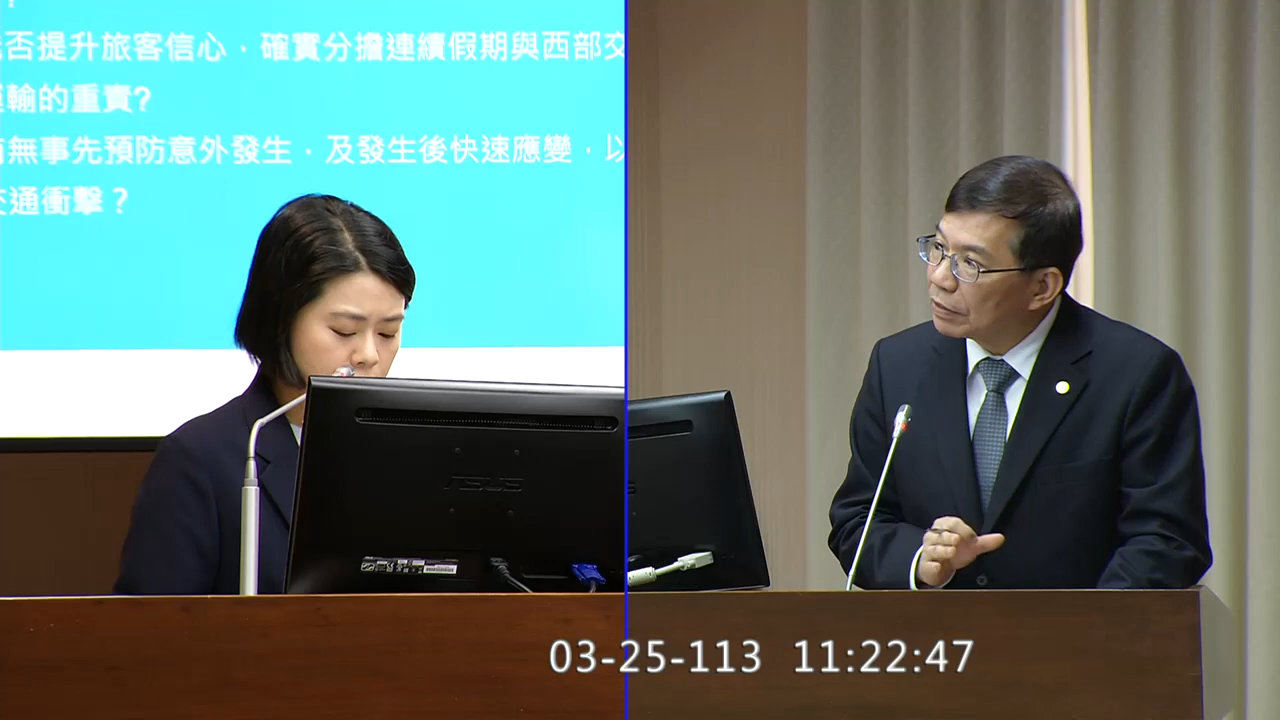 否提升旅客信心，確實分擔連續假期與西部交
輸的重責?
無事先預防意外發生，及發生後快速應變，以
通衝擊？
ASUS
03-25-113 11:22:47